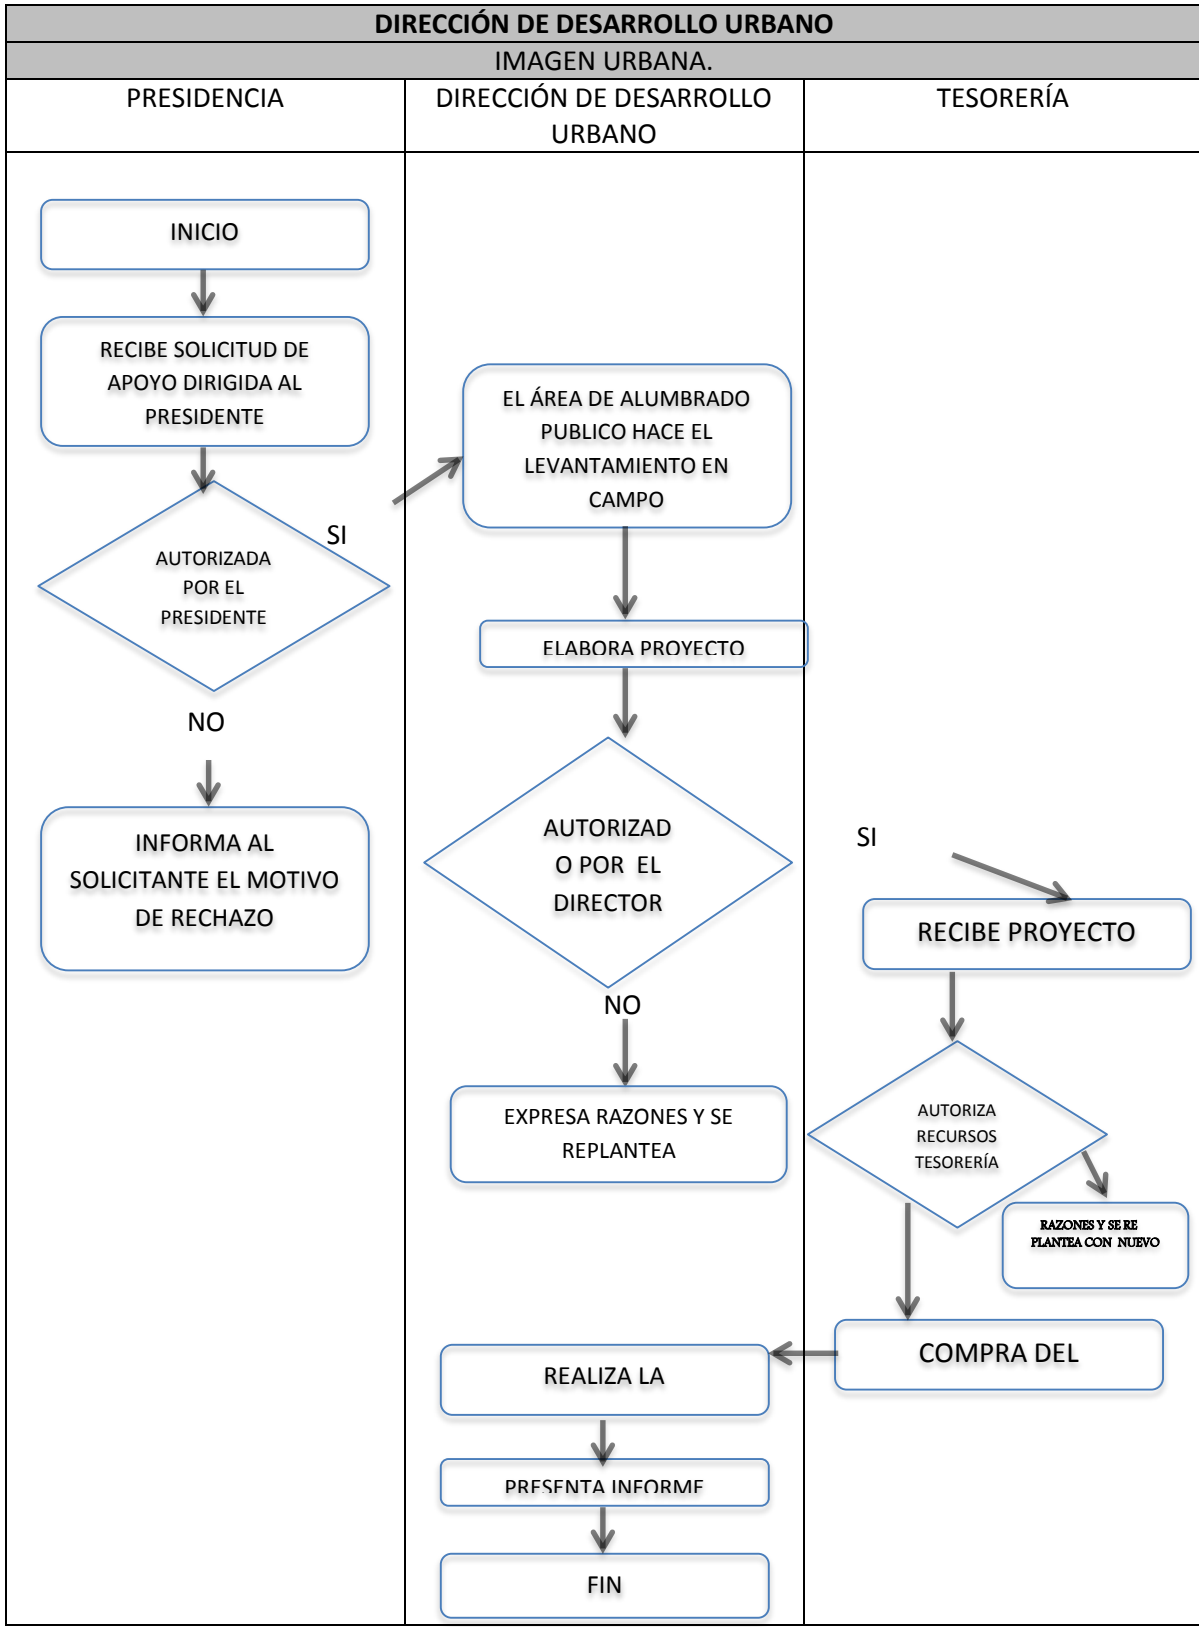 DIRECCIÓN DE DESARROLLO URBANO
IMAGEN URBANA.
PRESIDENCIA
DIRECCIÓN DE DESARROLLO
URBANO
TESORERÍA
INICIO
RECIBE SOLICITUD DE
APOYO DIRIGIDA AL
PRESIDENTE
SI
AUTORIZADA
POR EL
PRESIDENTE
NO
INFORMA AL
SOLICITANTE EL MOTIVO
DE RECHAZO
EL ÁREA DE ALUMBRADO
PUBLICO HACE EL
LEVANTAMIENTO EN
CAMPO
ELABORA PROYECTO
AUTORIZAD
O POR EL
DIRECTOR
NO
EXPRESA RAZONES Y SE
REPLANTEA
SI
RECIBE PROYECTO
AUTORIZA
RECURSOS
TESORERÍA
RAZONES Y SE RE
PLANTEA CON NUEVO
COMPRA DEL
REALIZA LA
PRESENTA INFORME
FIN